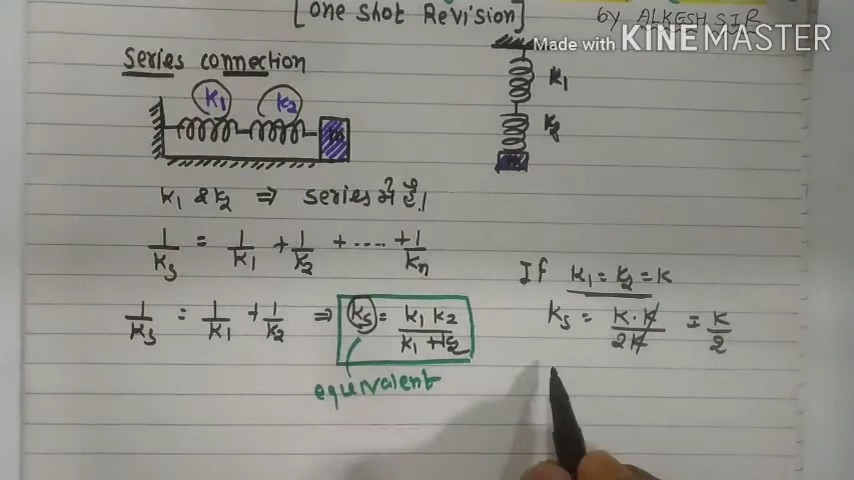 [one shot Revision]
by ALKESH SIR
Made with KINEMASTER
Series connection
K1 K2
K1
K2
K1 & K2 ⇒ series में है।
1/Ks = 1/K1 + 1/K2 + .... + 1/Kn
1/Ks = 1/K1 + 1/K2 ⇒ Ks = K1 K2 / K1 + K2
equivalent
If K1 = K2 = K
Ks = K·K / 2K = K/2